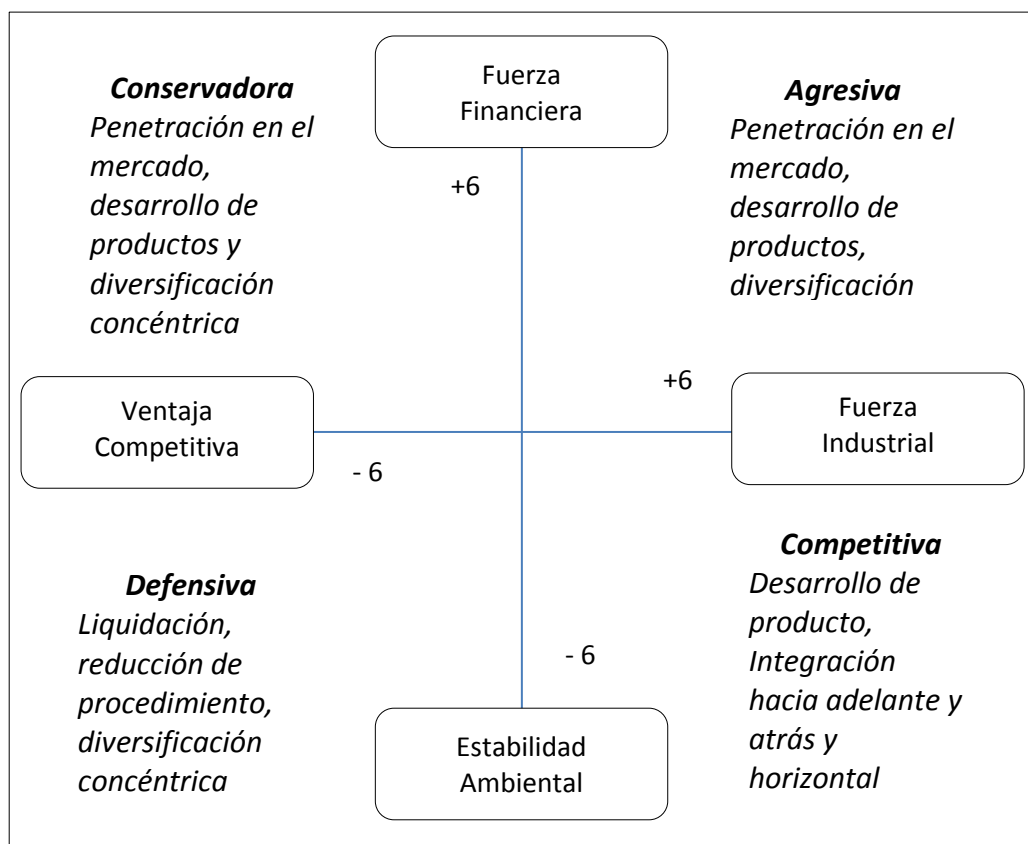 Conservadora
Penetración en el
mercado,
desarrollo de
productos y
diversificación
concéntrica
Fuerza
Financiera
Agresiva
Penetración en el
mercado,
desarrollo de
productos,
diversificación
+6
+6
Ventaja
Competitiva
Fuerza
Industrial
- 6
Defensiva
Liquidación,
reducción de
procedimiento,
diversificación
concéntrica
- 6
Estabilidad
Ambiental
Competitiva
Desarrollo de
producto,
Integración
hacia adelante y
atrás y
horizontal